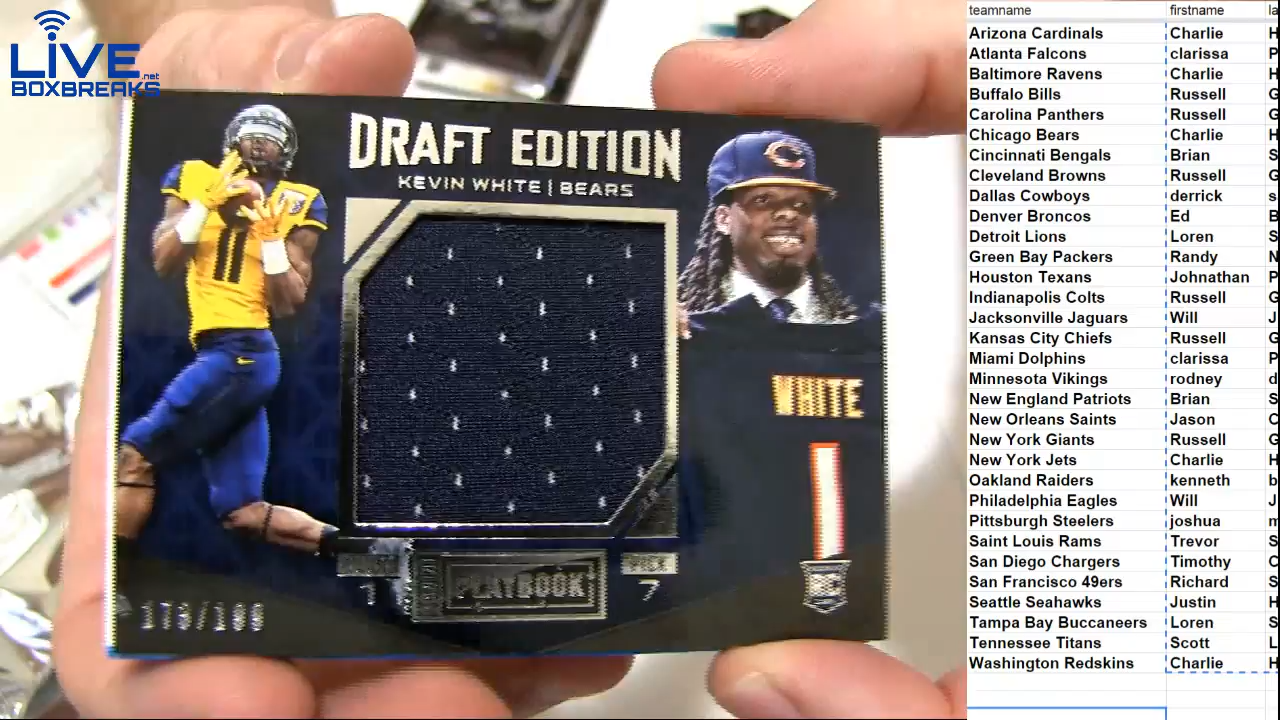 LIVE
.net
BOXBREAKS
DRAFT EDITION
KEVIN WHITE | BEARS
11
C
WHITE
1
PLAYBOOK
PICK
7
RC
teamname firstname la
Arizona Cardinals Charlie H
Atlanta Falcons clarissa P
Baltimore Ravens Charlie H
Buffalo Bills Russell G
Carolina Panthers Russell G
Chicago Bears Charlie H
Cincinnati Bengals Brian S
Cleveland Browns Russell G
Dallas Cowboys derrick s
Denver Broncos Ed B
Detroit Lions Loren S
Green Bay Packers Randy N
Houston Texans Johnathan P
Indianapolis Colts Russell G
Jacksonville Jaguars Will J
Kansas City Chiefs Russell G
Miami Dolphins clarissa P
Minnesota Vikings rodney d
New England Patriots Brian S
New Orleans Saints Jason C
New York Giants Russell G
New York Jets Charlie H
Oakland Raiders kenneth b
Philadelphia Eagles Will J
Pittsburgh Steelers joshua n
Saint Louis Rams Trevor S
San Diego Chargers Timothy C
San Francisco 49ers Richard S
Seattle Seahawks Justin H
Tampa Bay Buccaneers Loren S
Tennessee Titans Scott L
Washington Redskins Charlie H